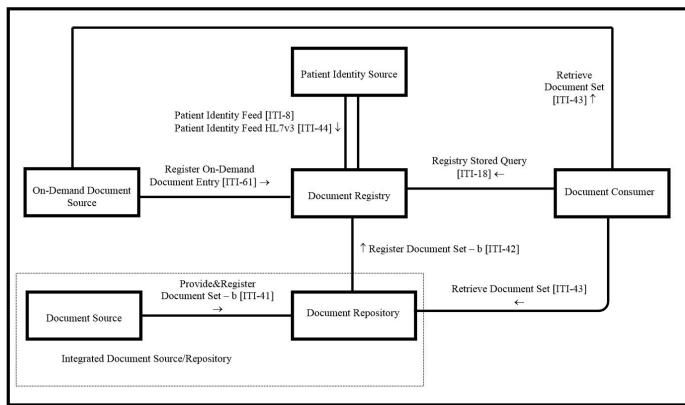 Patient Identity Source
Retrieve
Document Set
[ITI-43] ↑
Patient Identity Feed [ITI-8]
Patient Identity Feed HL7v3 [ITI-44] ↓
Register On-Demand
Document Entry [ITI-61] →
Registry Stored Query
[ITI-18] ←
On-Demand Document
Source
Document Registry
Document Consumer
↑ Register Document Set – b [ITI-42]
Provide&Register
Document Set – b [ITI-41]
→
Retrieve Document Set [ITI-43]
←
Document Source
Document Repository
Integrated Document Source/Repository